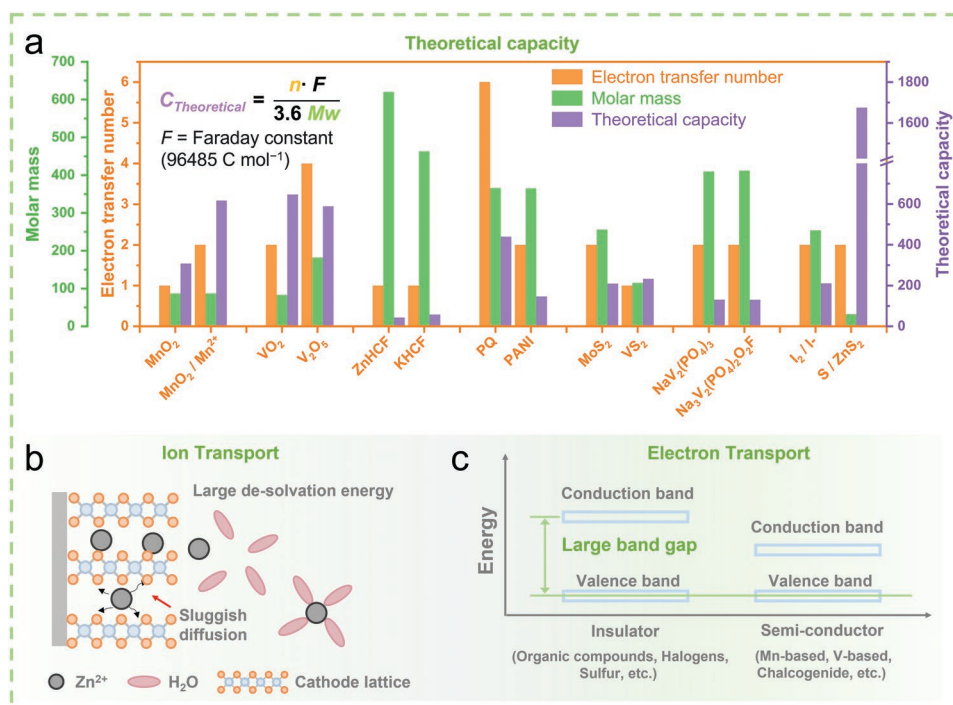 a
Theoretical capacity
700
600
500
400
300
200
100
0
Molar mass
6
5
4
3
2
1
0
Electron transfer number
C_Theoretical = n· F / 3.6 Mw
F = Faraday constant
(96485 C mol⁻¹)
Electron transfer number
Molar mass
Theoretical capacity
1800
1600
600
400
200
0
Theoretical capacity
MnO₂
MnO₂ / Mn²⁺
VO₂
V₂O₅
ZnHCF
KHCF
PQ
PANI
MoS₂
VS₂
NaV₂(PO₄)₃
Na₃V₂(PO₄)₂O₂F
I₂ / I-
S / ZnS₂
b
Ion Transport
Large de-solvation energy
Sluggish
diffusion
Zn²⁺
H₂O
Cathode lattice
c
Electron Transport
Energy
Conduction band
Large band gap
Valence band
Conduction band
Valence band
Insulator
(Organic compounds, Halogens,
Sulfur, etc.)
Semi-conductor
(Mn-based, V-based,
Chalcogenide, etc.)